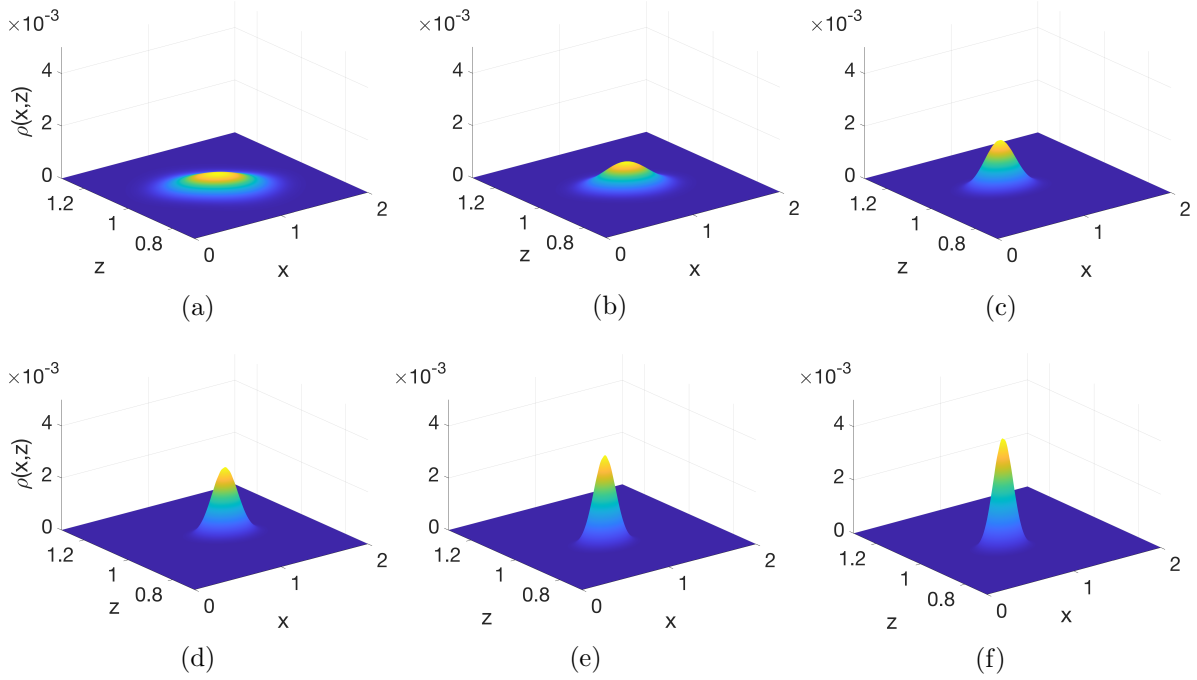 ×10-3 ×10-3 ×10-3
4 4 4
ρ(x,z) 2 2 2
0 0 0
1.2 1 0.8 0 1 2 1.2 1 0.8 0 1 2 1.2 1 0.8 0 1 2
z x z x z x
(a) (b) (c)
×10-3 ×10-3 ×10-3
4 4 4
ρ(x,z) 2 2 2
0 0 0
1.2 1 0.8 0 1 2 1.2 1 0.8 0 1 2 1.2 1 0.8 0 1 2
z x z x z x
(d) (e) (f)